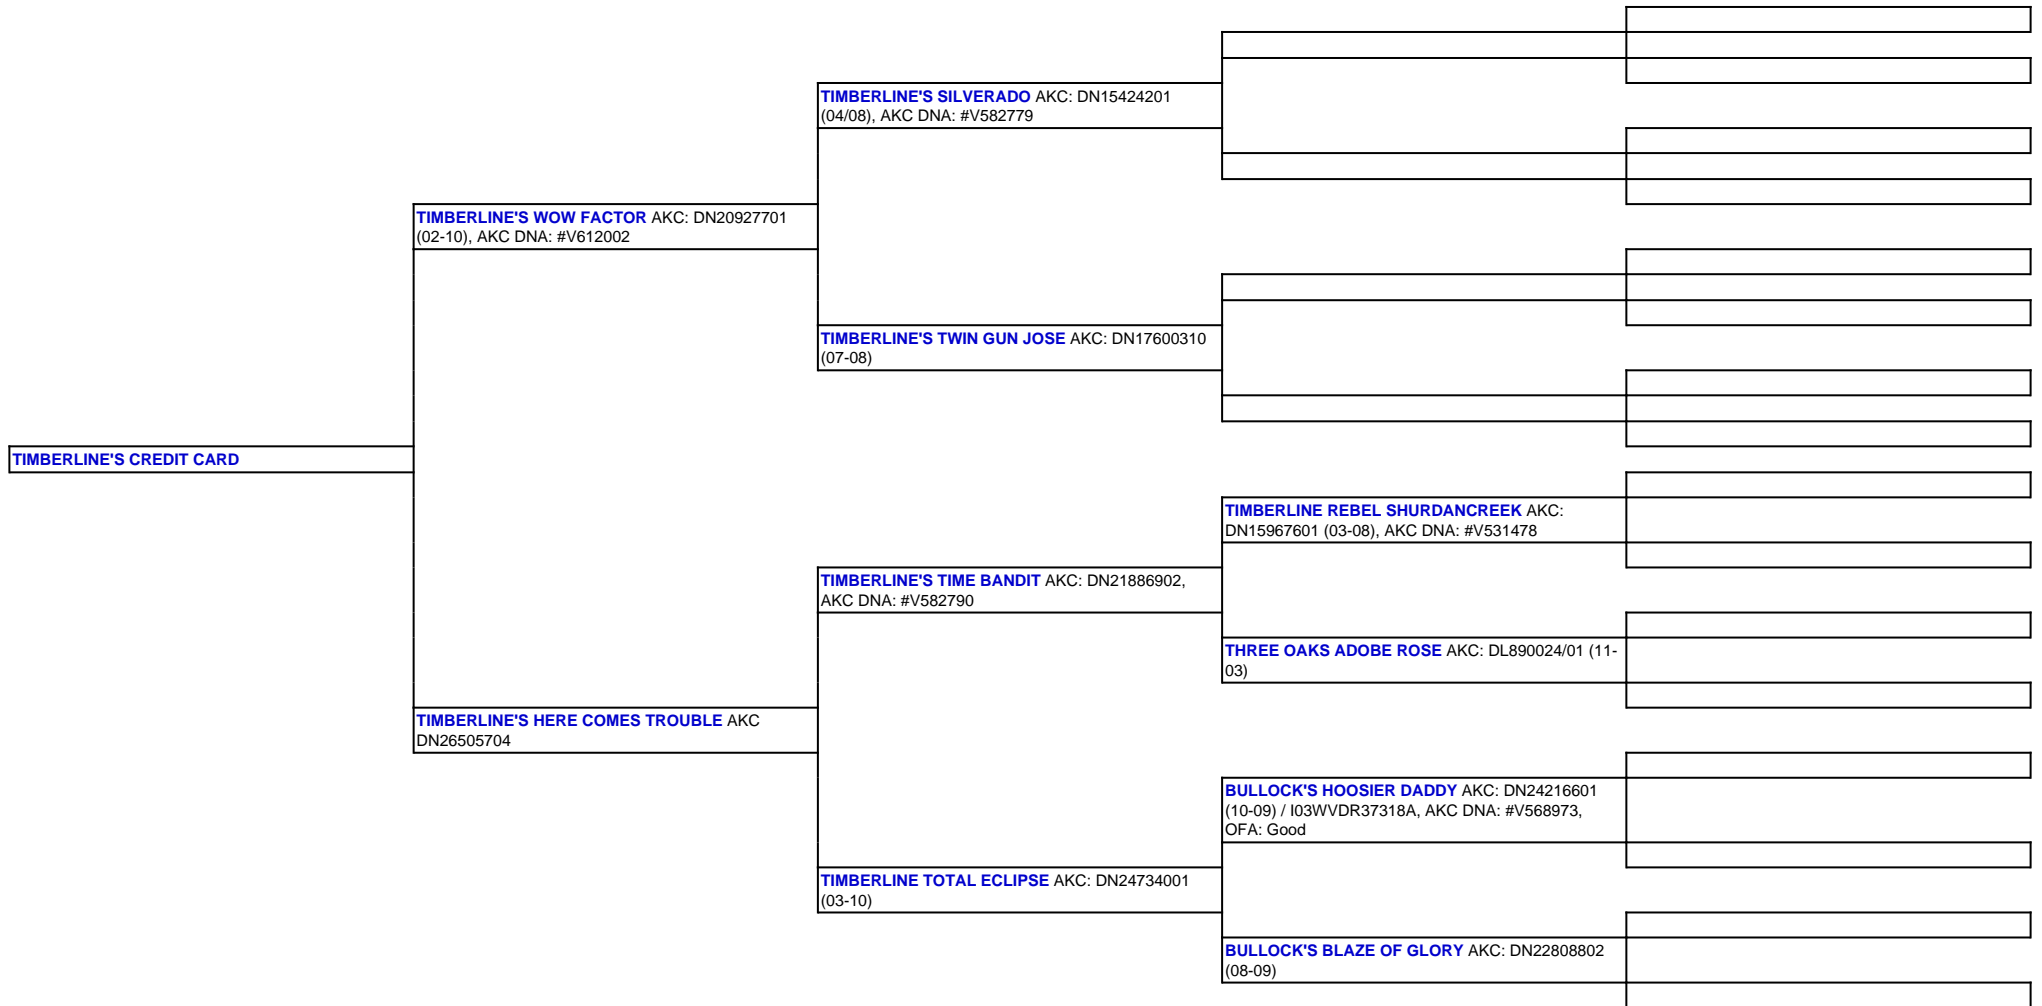 TIMBERLINE'S CREDIT CARD
TIMBERLINE'S WOW FACTOR AKC: DN20927701
(02-10), AKC DNA: #V612002
TIMBERLINE'S HERE COMES TROUBLE AKC
DN26505704
TIMBERLINE'S SILVERADO AKC: DN15424201
(04/08), AKC DNA: #V582779
TIMBERLINE'S TWIN GUN JOSE AKC: DN17600310
(07-08)
TIMBERLINE'S TIME BANDIT AKC: DN21886902,
AKC DNA: #V582790
TIMBERLINE TOTAL ECLIPSE AKC: DN24734001
(03-10)
TIMBERLINE REBEL SHURDANCREEK AKC:
DN15967601 (03-08), AKC DNA: #V531478
THREE OAKS ADOBE ROSE AKC: DL890024/01 (11-
03)
BULLOCK'S HOOSIER DADDY AKC: DN24216601
(10-09) / I03WVDR37318A, AKC DNA: #V568973,
OFA: Good
BULLOCK'S BLAZE OF GLORY AKC: DN22808802
(08-09)